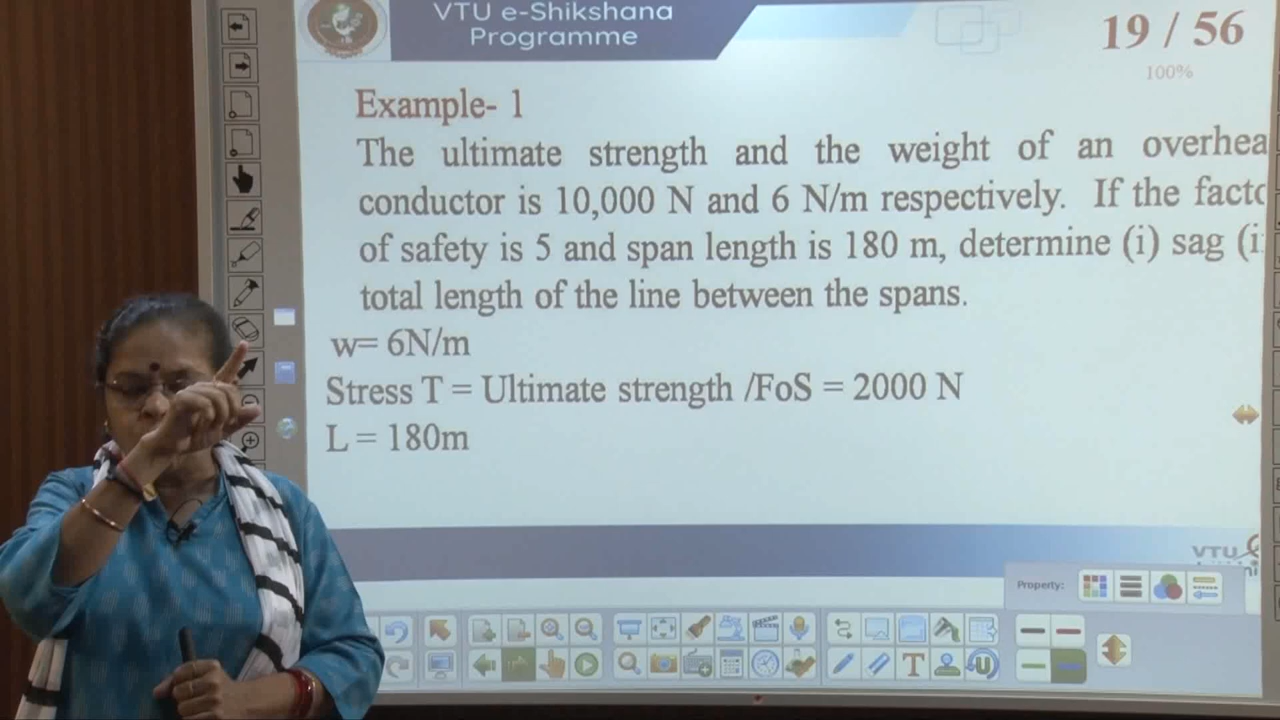 VTU e-Shikshana
Programme
19 / 56
100%
Example- 1
The ultimate strength and the weight of an overhea
conductor is 10,000 N and 6 N/m respectively. If the facto
of safety is 5 and span length is 180 m, determine (i) sag (i
total length of the line between the spans.
w= 6N/m
Stress T = Ultimate strength /FoS = 2000 N
L = 180m
VTU
Property: